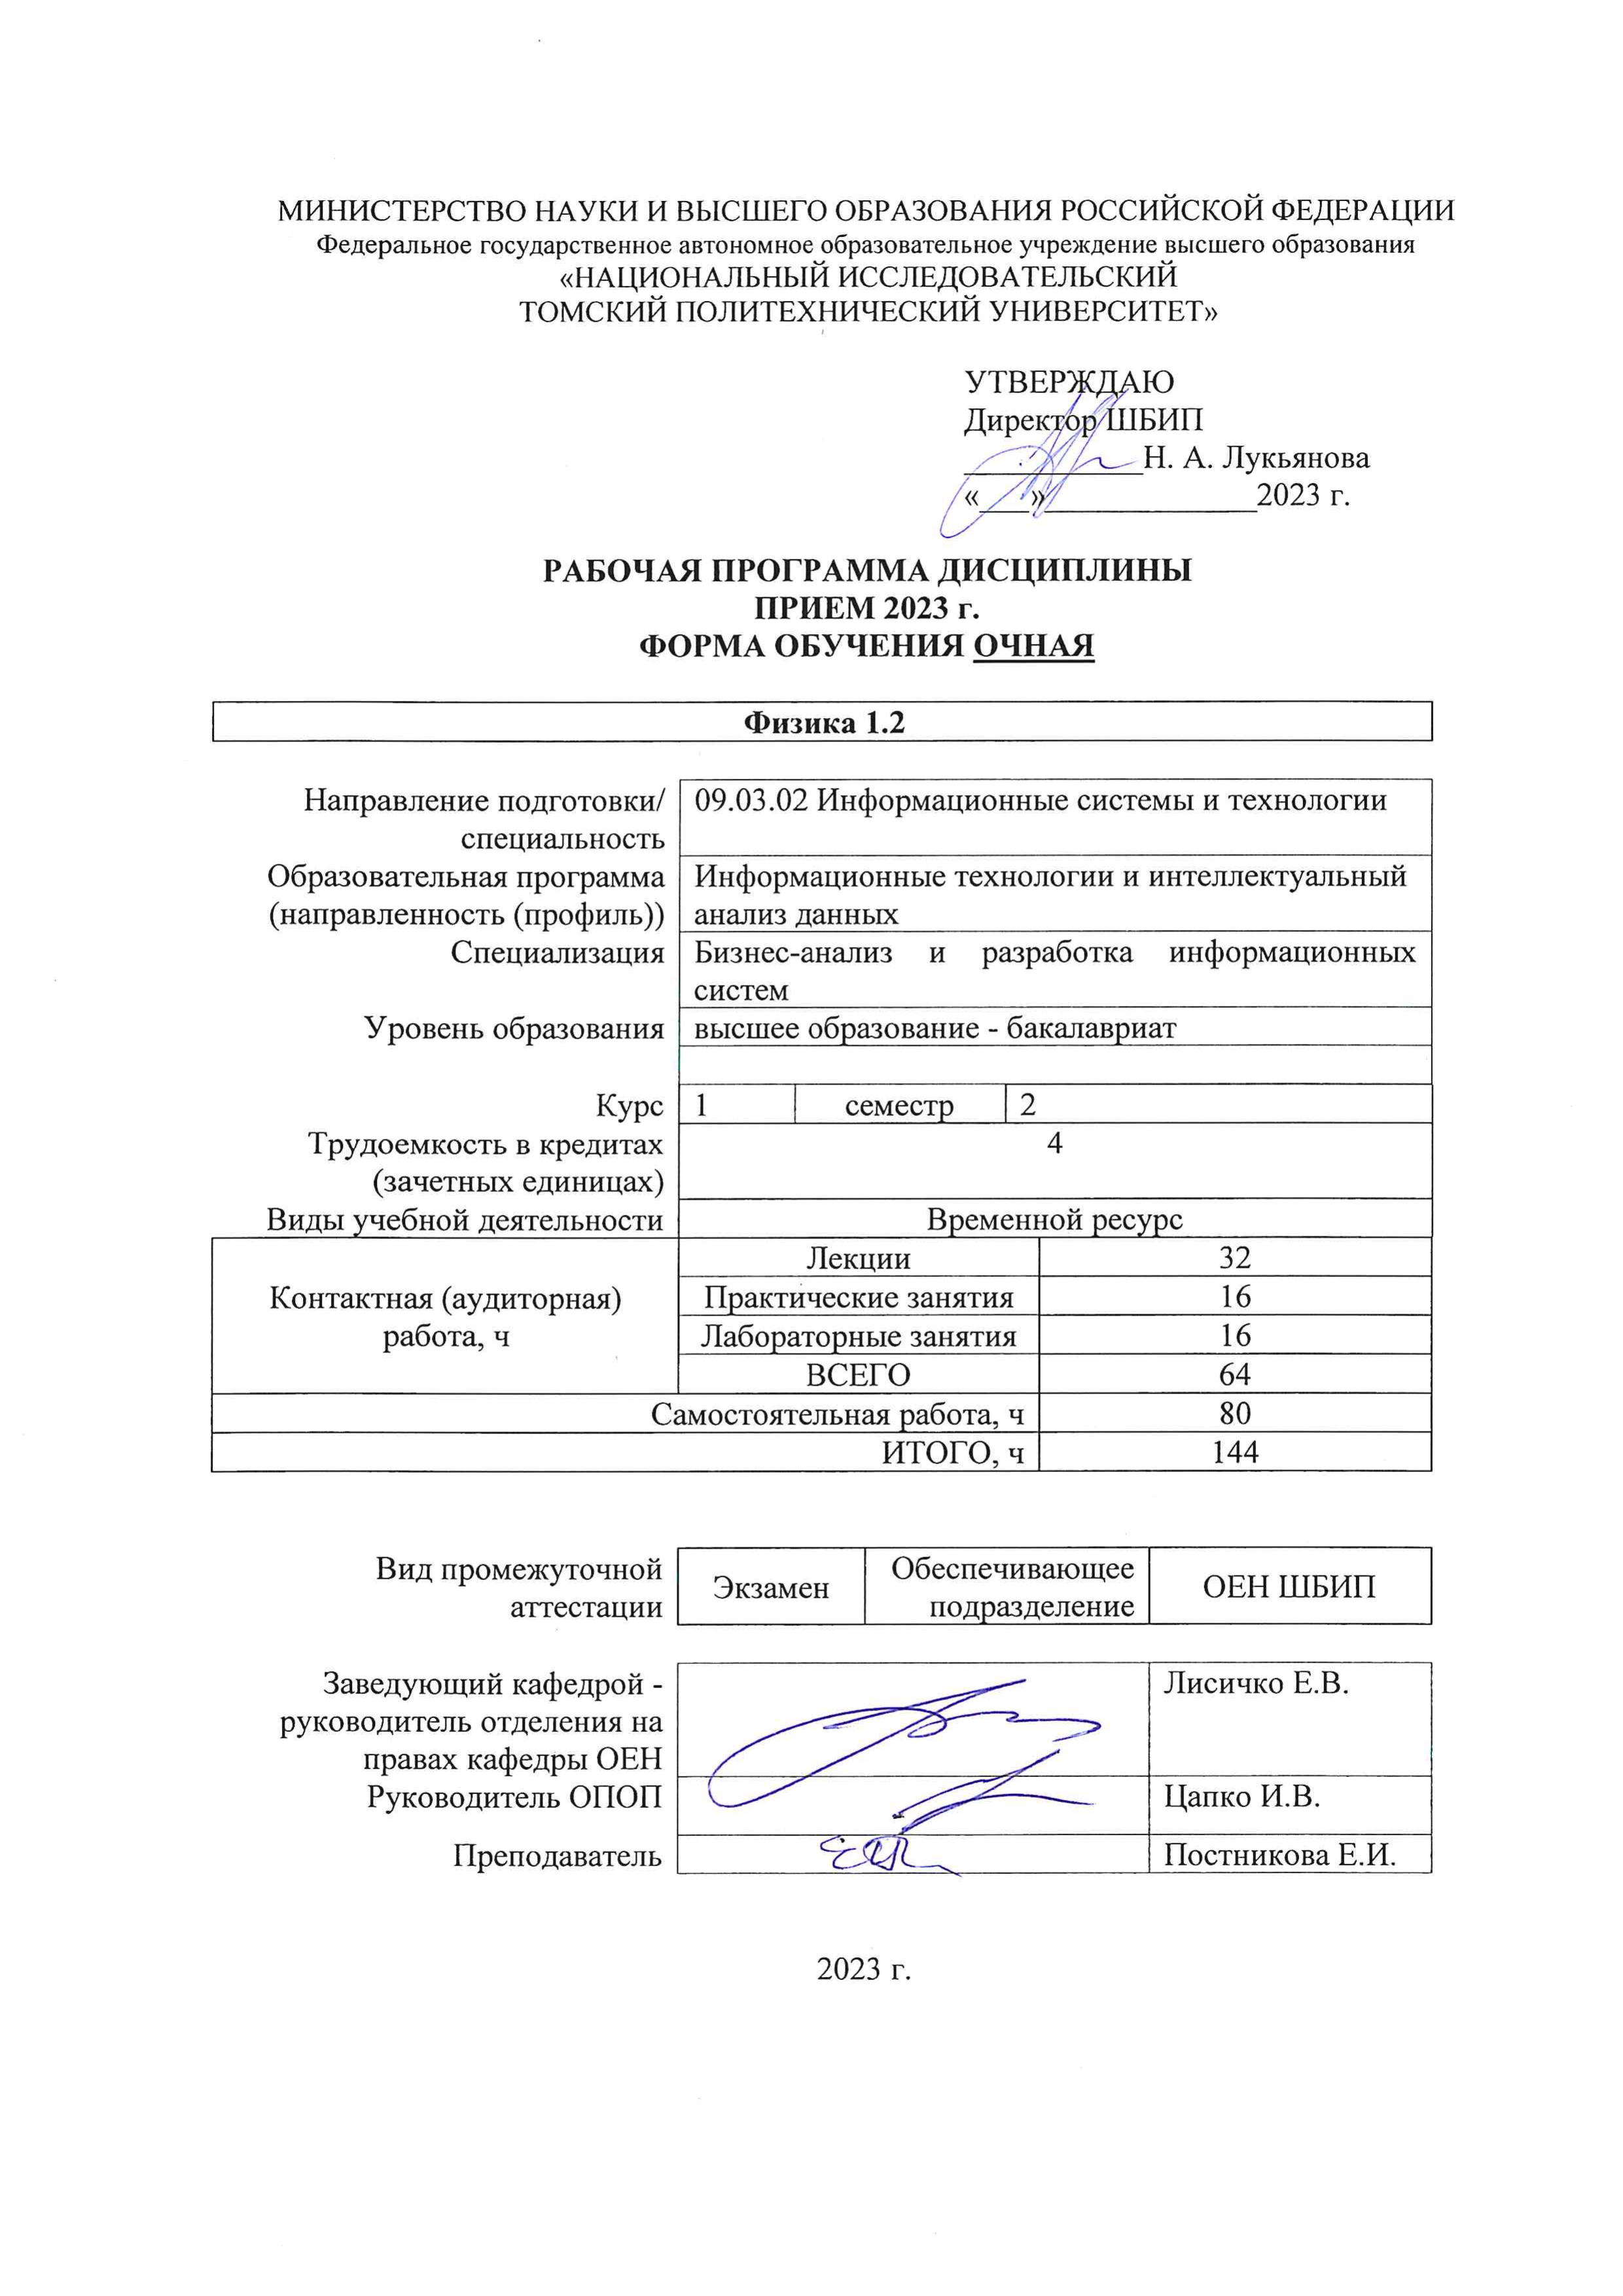 МИНИСТЕРСТВО НАУКИ И ВЫСШЕГО ОБРАЗОВАНИЯ РОССИЙСКОЙ ФЕДЕРАЦИИ
Федеральное государственное автономное образовательное учреждение высшего образования
«НАЦИОНАЛЬНЫЙ ИССЛЕДОВАТЕЛЬСКИЙ
ТОМСКИЙ ПОЛИТЕХНИЧЕСКИЙ УНИВЕРСИТЕТ»
УТВЕРЖДАЮ
Директор ШБИП
___________Н. А. Лукьянова
«___»_____________2023 г.
РАБОЧАЯ ПРОГРАММА ДИСЦИПЛИНЫ
ПРИЕМ 2023 г.
ФОРМА ОБУЧЕНИЯ ОЧНАЯ
Физика 1.2
Направление подготовки/ 09.03.02 Информационные системы и технологии
специальность
Образовательная программа Информационные технологии и интеллектуальный
(направленность (профиль)) анализ данных
Специализация Бизнес-анализ и разработка информационных
систем
Уровень образования высшее образование - бакалавриат
Курс 1 семестр 2
Трудоемкость в кредитах 4
(зачетных единицах)
Виды учебной деятельности Временной ресурс
Контактная (аудиторная)
работа, ч
Лекции 32
Практические занятия 16
Лабораторные занятия 16
ВСЕГО 64
Самостоятельная работа, ч 80
ИТОГО, ч 144
Вид промежуточной
аттестации
Экзамен
Обеспечивающее
подразделение
ОЕН ШБИП
Заведующий кафедрой - Лисичко Е.В.
руководитель отделения на
правах кафедры ОЕН
Руководитель ОПОП Цапко И.В.
Преподаватель Постникова Е.И.
2023 г.